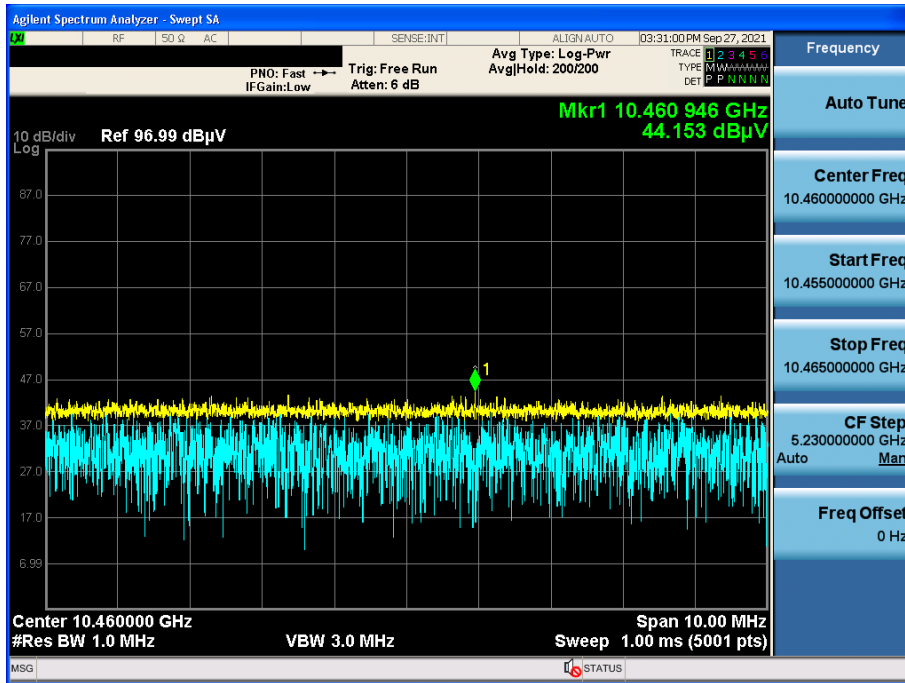 Agilent Spectrum Analyzer - Swept SA
LXI RF 50 Ω AC SENSE:INT ALIGN AUTO 03:31:00 PM Sep 27, 2021
PNO: Fast
IFGain:Low
Trig: Free Run
Atten: 6 dB
Avg Type: Log-Pwr
Avg|Hold: 200/200
TRACE 1 2 3 4 5 6
TYPE M W
DET P P N N N N
Mkr1 10.460 946 GHz
44.153 dBµV
10 dB/div Ref 96.99 dBµV
Log
87.0
77.0
67.0
57.0
47.0
37.0
27.0
17.0
6.99
1
Center 10.460000 GHz Span 10.00 MHz
#Res BW 1.0 MHz VBW 3.0 MHz Sweep 1.00 ms (5001 pts)
MSG STATUS
Frequency
Auto Tune
Center Freq
10.460000000 GHz
Start Freq
10.455000000 GHz
Stop Freq
10.465000000 GHz
CF Step
5.230000000 GHz
Auto Man
Freq Offset
0 Hz